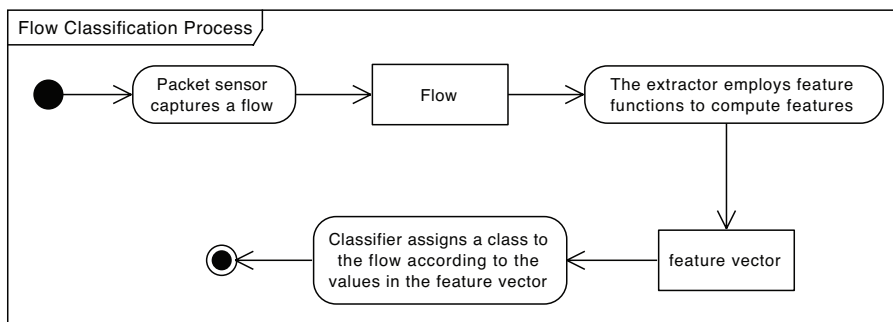 Flow Classification Process
Packet sensor
captures a flow
Flow
The extractor employs feature
functions to compute features
feature vector
Classifier assigns a class to
the flow according to the
values in the feature vector